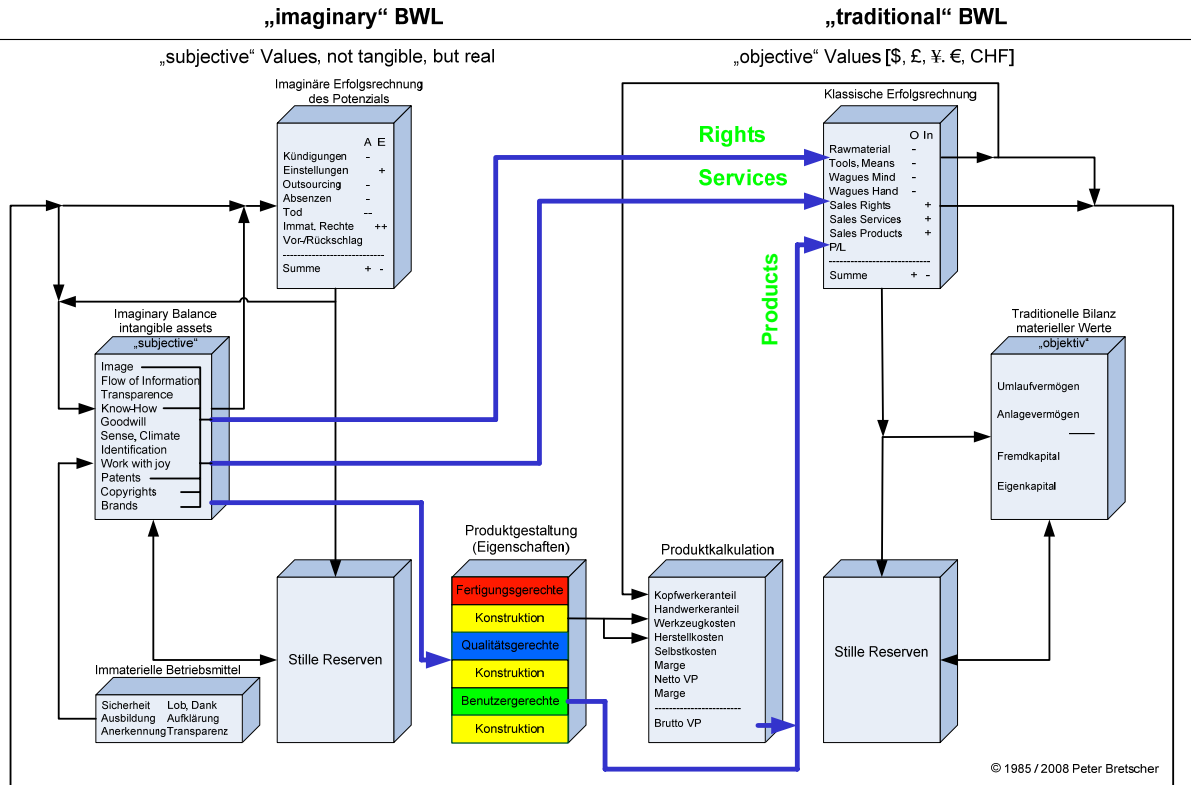 „imaginary“ BWL
„traditional“ BWL
„subjective“ Values, not tangible, but real
„objective“ Values [$, £, ¥. €, CHF]
Imaginäre Erfolgsrechnung
des Potenzials
A E
Kündigungen -
Einstellungen +
Outsourcing -
Absenzen -
Tod --
Immat. Rechte ++
Vor-/Rückschlag
----------------------------
Summe + -
Rights
Services
Products
Klassische Erfolgsrechnung
O In
Rawmaterial -
Tools, Means -
Wagues Mind -
Wagues Hand -
Sales Rights +
Sales Services +
Sales Products +
P/L
----------------------------
Summe + -
Imaginary Balance
intangible assets
„subjective“
Image
Flow of Information
Transparence
Know-How
Goodwill
Sense, Climate
Identification
Work with joy
Patents
Copyrights
Brands
Traditionelle Bilanz
materieller Werte
„objektiv“
Umlaufvermögen
Anlagevermögen
Fremdkapital
Eigenkapital
Immaterielle Betriebsmittel
Sicherheit Lob, Dank
Ausbildung Aufklärung
Anerkennung Transparenz
Stille Reserven
Produktgestaltung
(Eigenschaften)
Fertigungsgerechte
Konstruktion
Qualitätsgerechte
Konstruktion
Benutzergerechte
Konstruktion
Produktkalkulation
Kopfwerkeranteil
Handwerkeranteil
Werkzeugkosten
Herstellkosten
Selbstkosten
Marge
Netto VP
Marge
------------------------
Brutto VP
Stille Reserven
© 1985 / 2008 Peter Bretscher